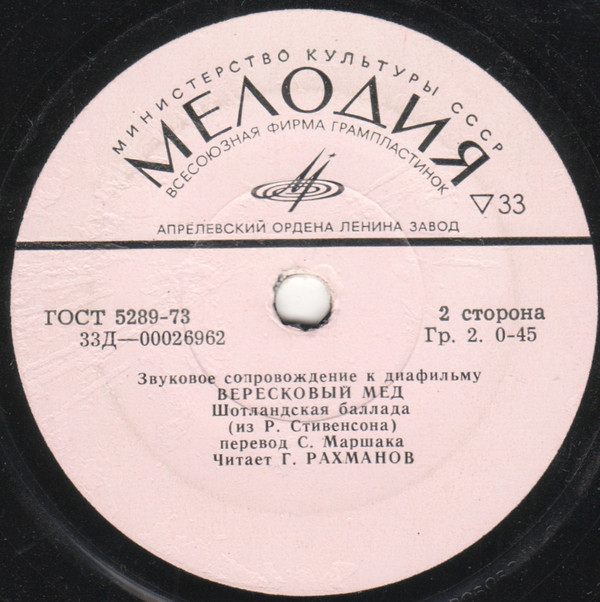 МИНИСТЕРСТВО КУЛЬТУРЫ СССР
МЕЛОДИЯ
ВСЕСОЮЗНАЯ ФИРМА ГРАМПЛАСТИНОК
▽33
АПРЕЛЕВСКИЙ ОРДЕНА ЛЕНИНА ЗАВОД
ГОСТ 5289-73
33Д—00026962
2 сторона
Гр. 2. 0-45
Звуковое сопровождение к диафильму
ВЕРЕСКОВЫЙ МЕД
Шотландская баллада
(из Р. Стивенсона)
перевод С. Маршака
Читает Г. РАХМАНОВ